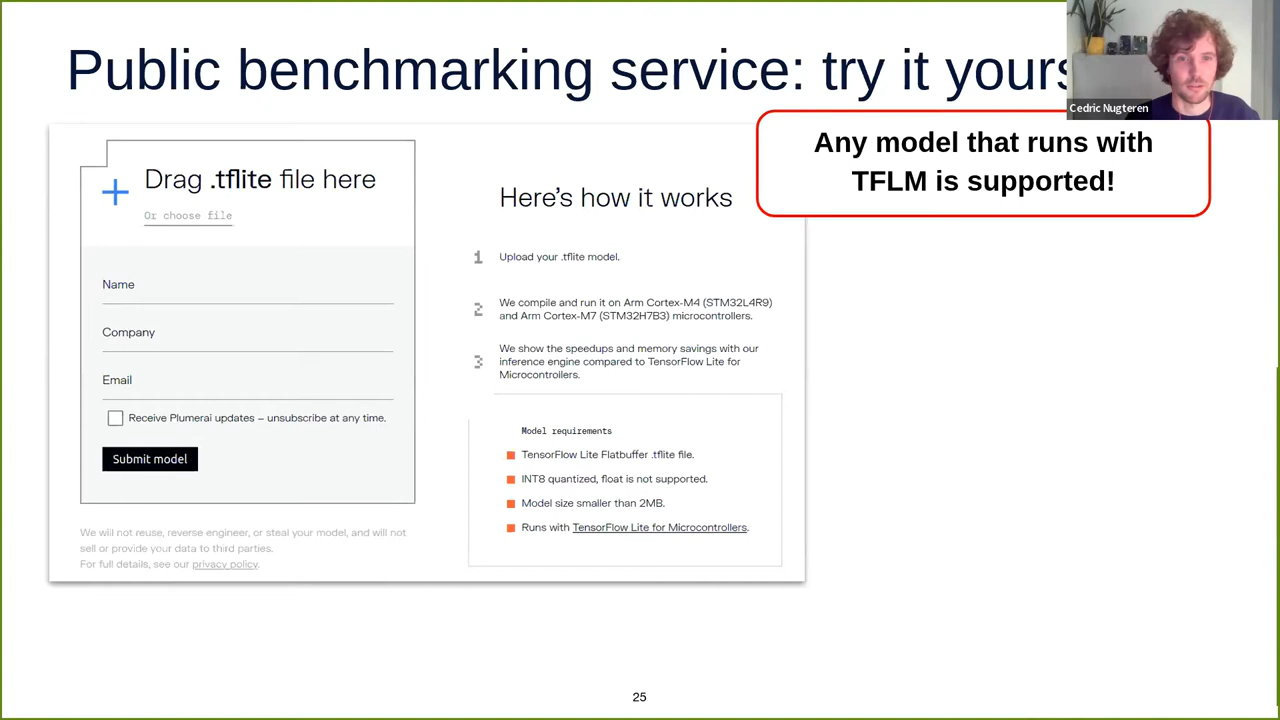 Public benchmarking service: try it yours
Cedric Nugteren
Any model that runs with
TFLM is supported!
Drag .tflite file here
Or choose file
Name
Company
Email
Receive Plumerai updates – unsubscribe at any time.
Submit model
We will not reuse, reverse engineer, or steal your model, and will not
sell or provide your data to third parties.
For full details, see our privacy policy.
Here's how it works
1 Upload your .tflite model.
2 We compile and run it on Arm Cortex-M4 (STM32L4R9)
and Arm Cortex-M7 (STM32H7B3) microcontrollers.
3 We show the speedups and memory savings with our
inference engine compared to TensorFlow Lite for
Microcontrollers.
Model requirements
TensorFlow Lite Flatbuffer .tflite file.
INT8 quantized, float is not supported.
Model size smaller than 2MB.
Runs with TensorFlow Lite for Microcontrollers.
25